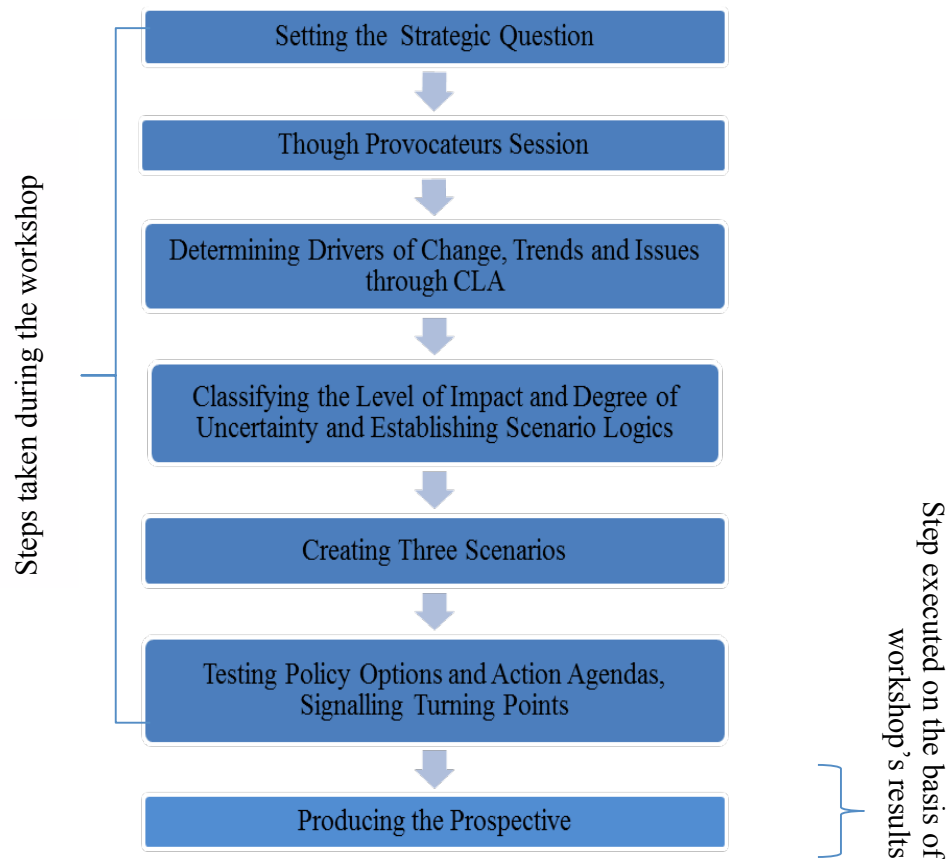 Setting the Strategic Question
Though Provocateurs Session
Determining Drivers of Change, Trends and Issues
through CLA
Classifying the Level of Impact and Degree of
Uncertainty and Establishing Scenario Logics
Creating Three Scenarios
Testing Policy Options and Action Agendas,
Signalling Turning Points
Producing the Prospective
Steps taken during the workshop
Step executed on the basis of
workshop’s results